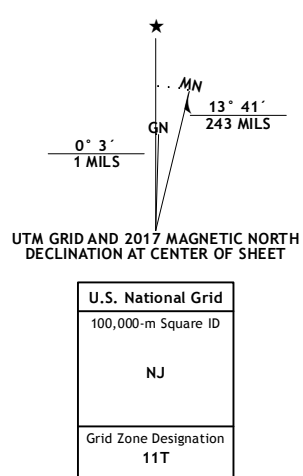 ★
MN
GN
13° 41´
243 MILS
0° 3´
1 MILS
UTM GRID AND 2017 MAGNETIC NORTH
DECLINATION AT CENTER OF SHEET
U.S. National Grid
100,000-m Square ID
NJ
Grid Zone Designation
11T